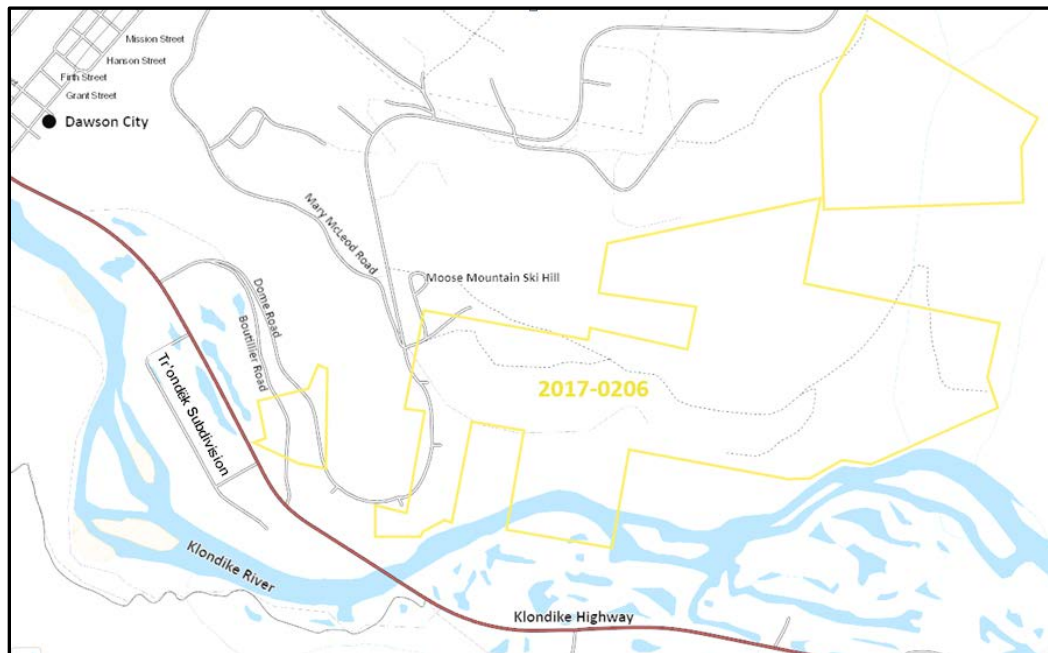 Mission Street
Hanson Street
Firth Street
Grant Street
Dawson City
Mary McLeod Road
Moose Mountain Ski Hill
Dome Road
Bouttillier Road
Tr'ondëk Subdivision
2017-0206
Klondike River
Klondike Highway